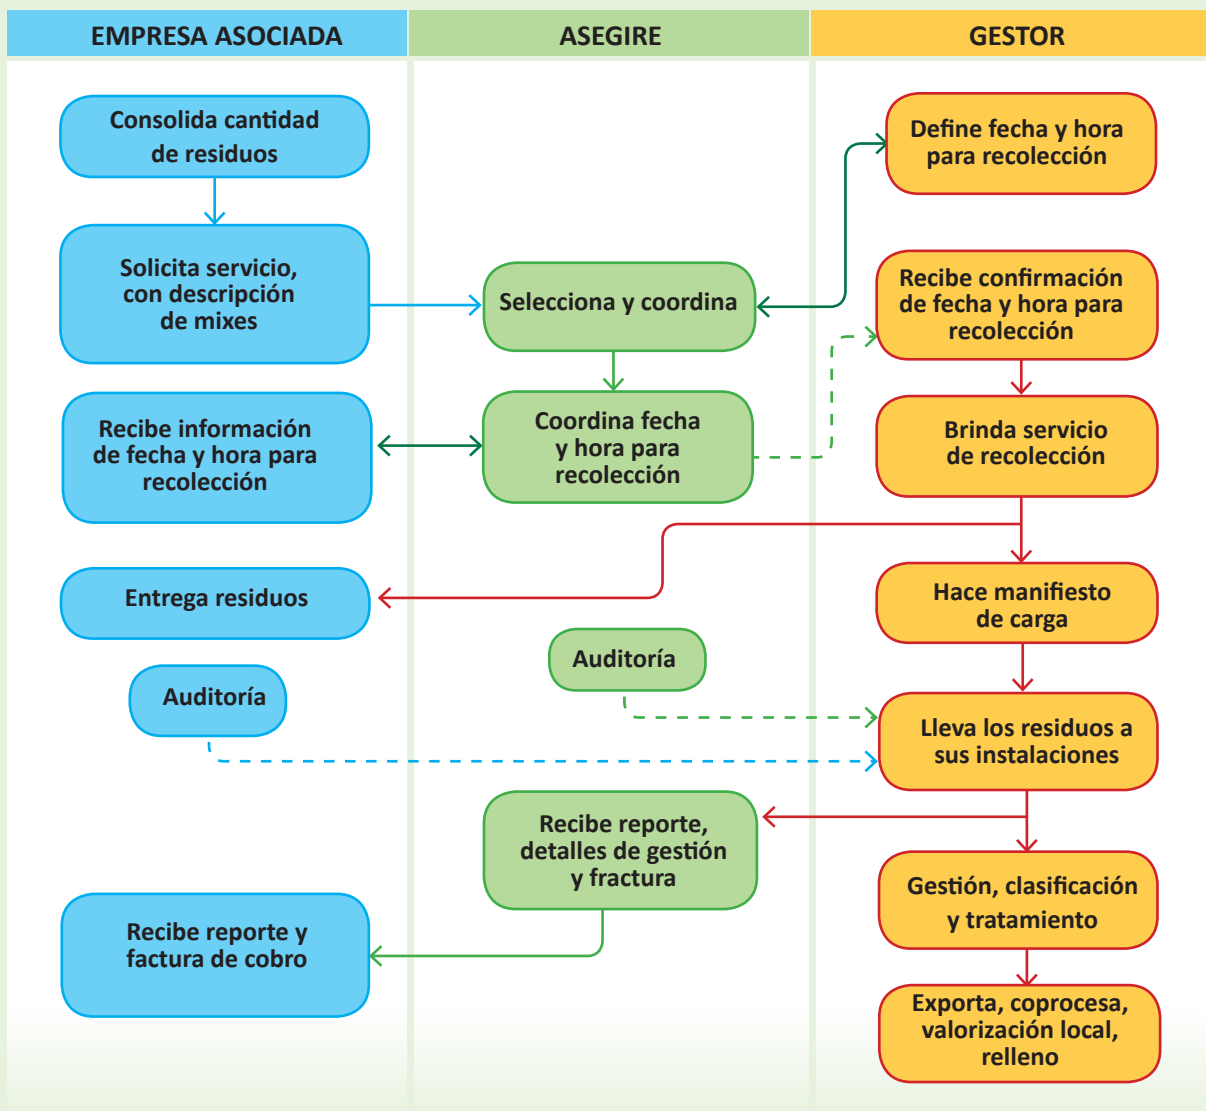 EMPRESA ASOCIADA
ASEGIRE
GESTOR
Consolida cantidad
de residuos
Solicita servicio,
con descripción
de mixes
Recibe información
de fecha y hora para
recolección
Entrega residuos
Auditoría
Recibe reporte y
factura de cobro
Selecciona y coordina
Coordina fecha
y hora para
recolección
Auditoría
Recibe reporte,
detalles de gestión
y fractura
Define fecha y hora
para recolección
Recibe confirmación
de fecha y hora para
recolección
Brinda servicio
de recolección
Hace manifiesto
de carga
Lleva los residuos a
sus instalaciones
Gestión, clasificación
y tratamiento
Exporta, coprocesa,
valorización local,
relleno